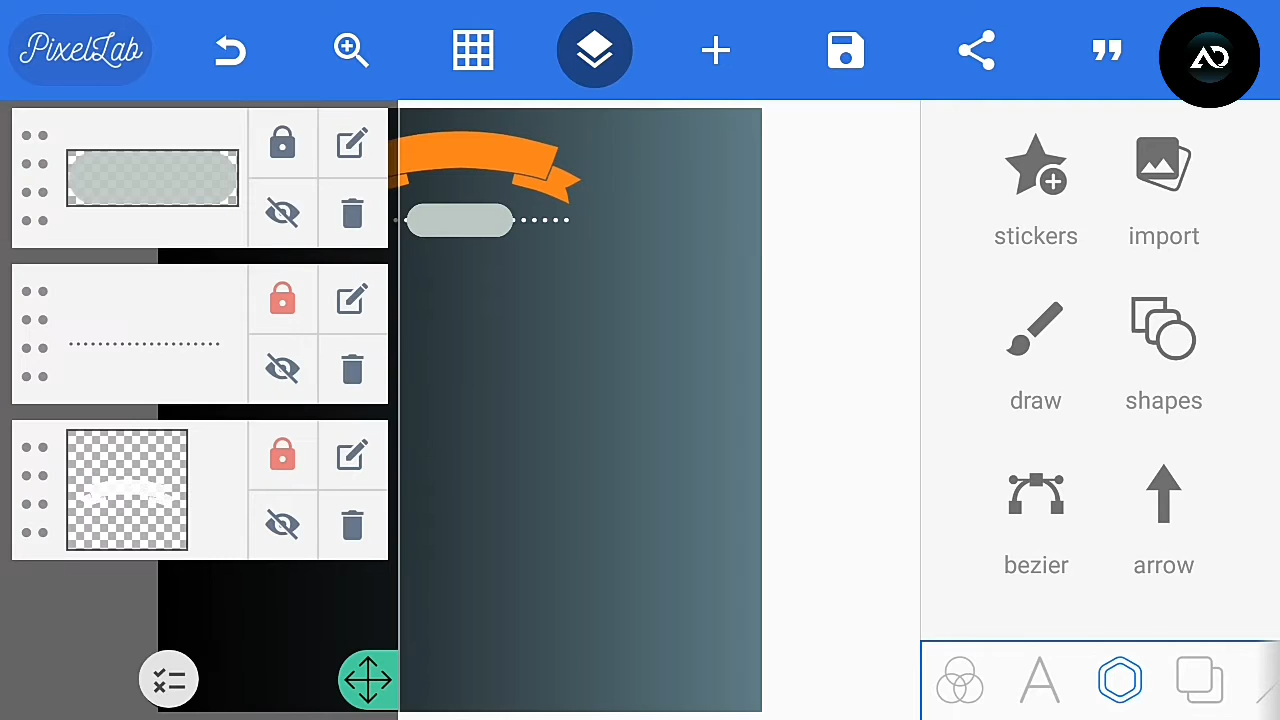 PixelLab
stickers
import
draw
shapes
bezier
arrow